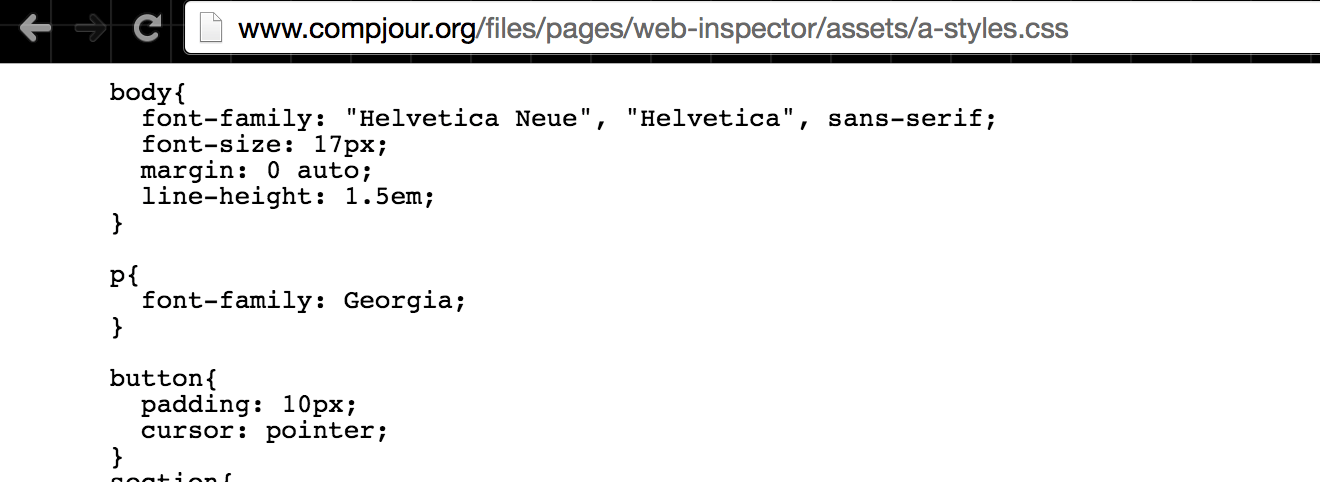 www.compjour.org/files/pages/web-inspector/assets/a-styles.css
body{
  font-family: "Helvetica Neue", "Helvetica", sans-serif;
  font-size: 17px;
  margin: 0 auto;
  line-height: 1.5em;
}
p{
  font-family: Georgia;
}
button{
  padding: 10px;
  cursor: pointer;
}
section{